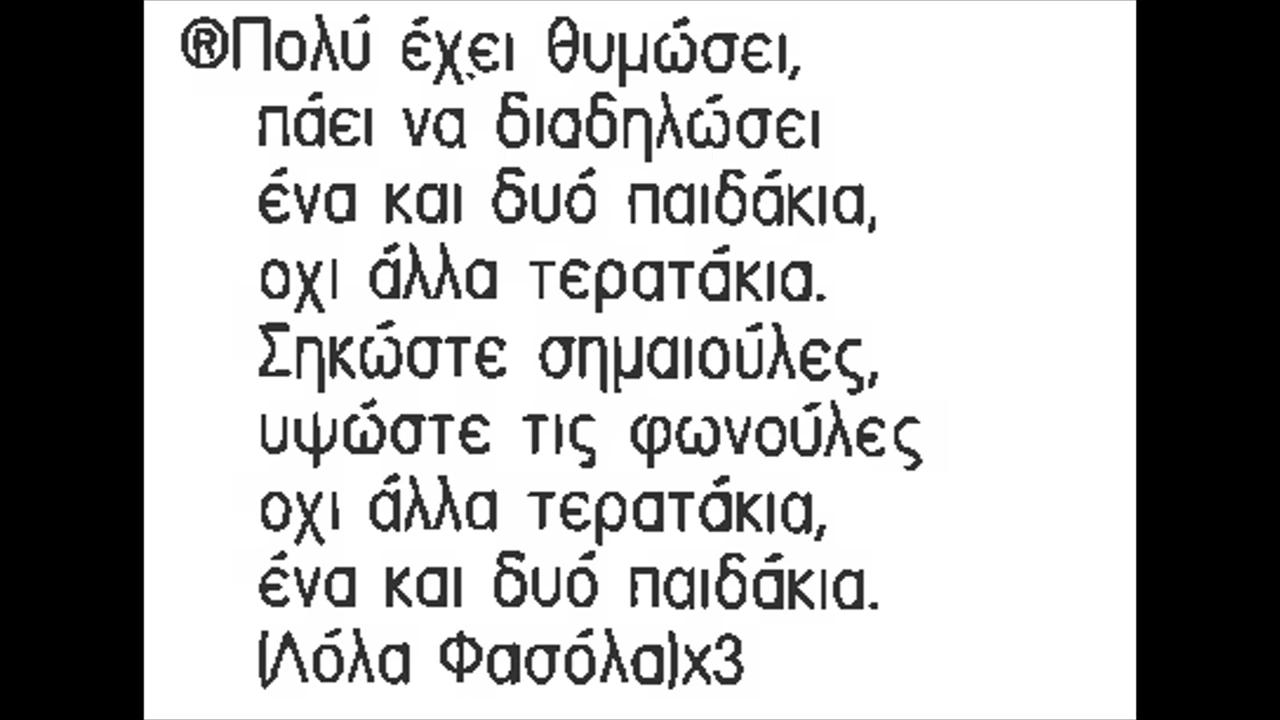 ®Πολύ έχει θυμώσει,
πάει να διαδηλώσει
ένα και δυό παιδάκια,
οχι άλλα τερατάκια.
Σηκώστε σημαιούλες,
υψώστε τις φωνούλες
οχι άλλα τερατάκια,
ένα και δυό παιδάκια.
(Λόλα Φασόλα)x3